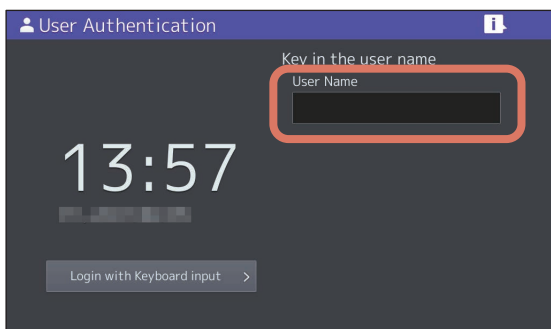 User Authentication
Key in the user name
User Name
13:57
Login with Keyboard input